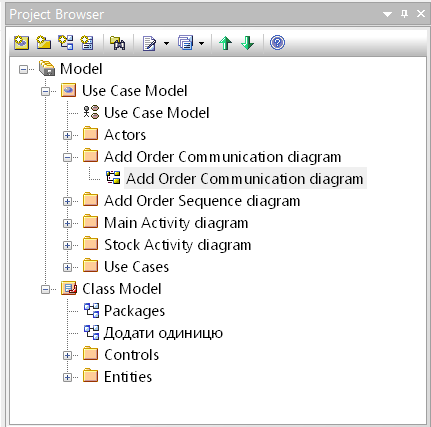 Project Browser
Model
Use Case Model
Use Case Model
Actors
Add Order Communication diagram
Add Order Communication diagram
Add Order Sequence diagram
Main Activity diagram
Stock Activity diagram
Use Cases
Class Model
Packages
Додати одиницю
Controls
Entities